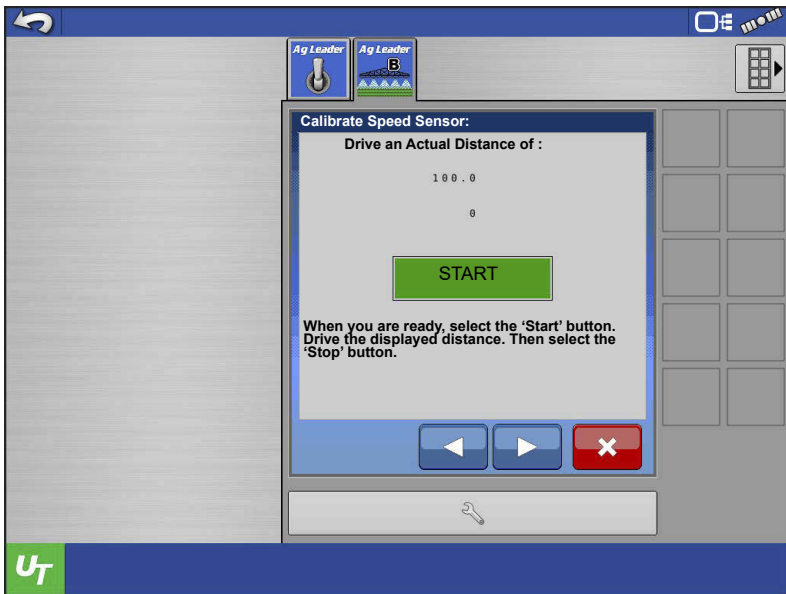 Ag Leader
Ag Leader
B
Calibrate Speed Sensor:
Drive an Actual Distance of :
100.0
0
START
When you are ready, select the ‘Start’ button.
Drive the displayed distance. Then select the
‘Stop’ button.
UT